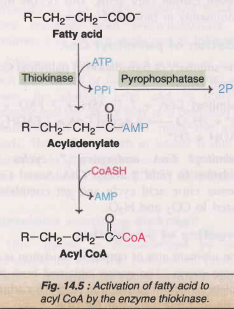 R–CH₂–CH₂–COO⁻
Fatty acid
Thiokinase
ATP
Pyrophosphatase
PPi
2P
O
R–CH₂–CH₂–C–AMP
Acyladenylate
CoASH
AMP
O
R–CH₂–CH₂–C~CoA
Acyl CoA
Fig. 14.5 : Activation of fatty acid to
acyl CoA by the enzyme thiokinase.